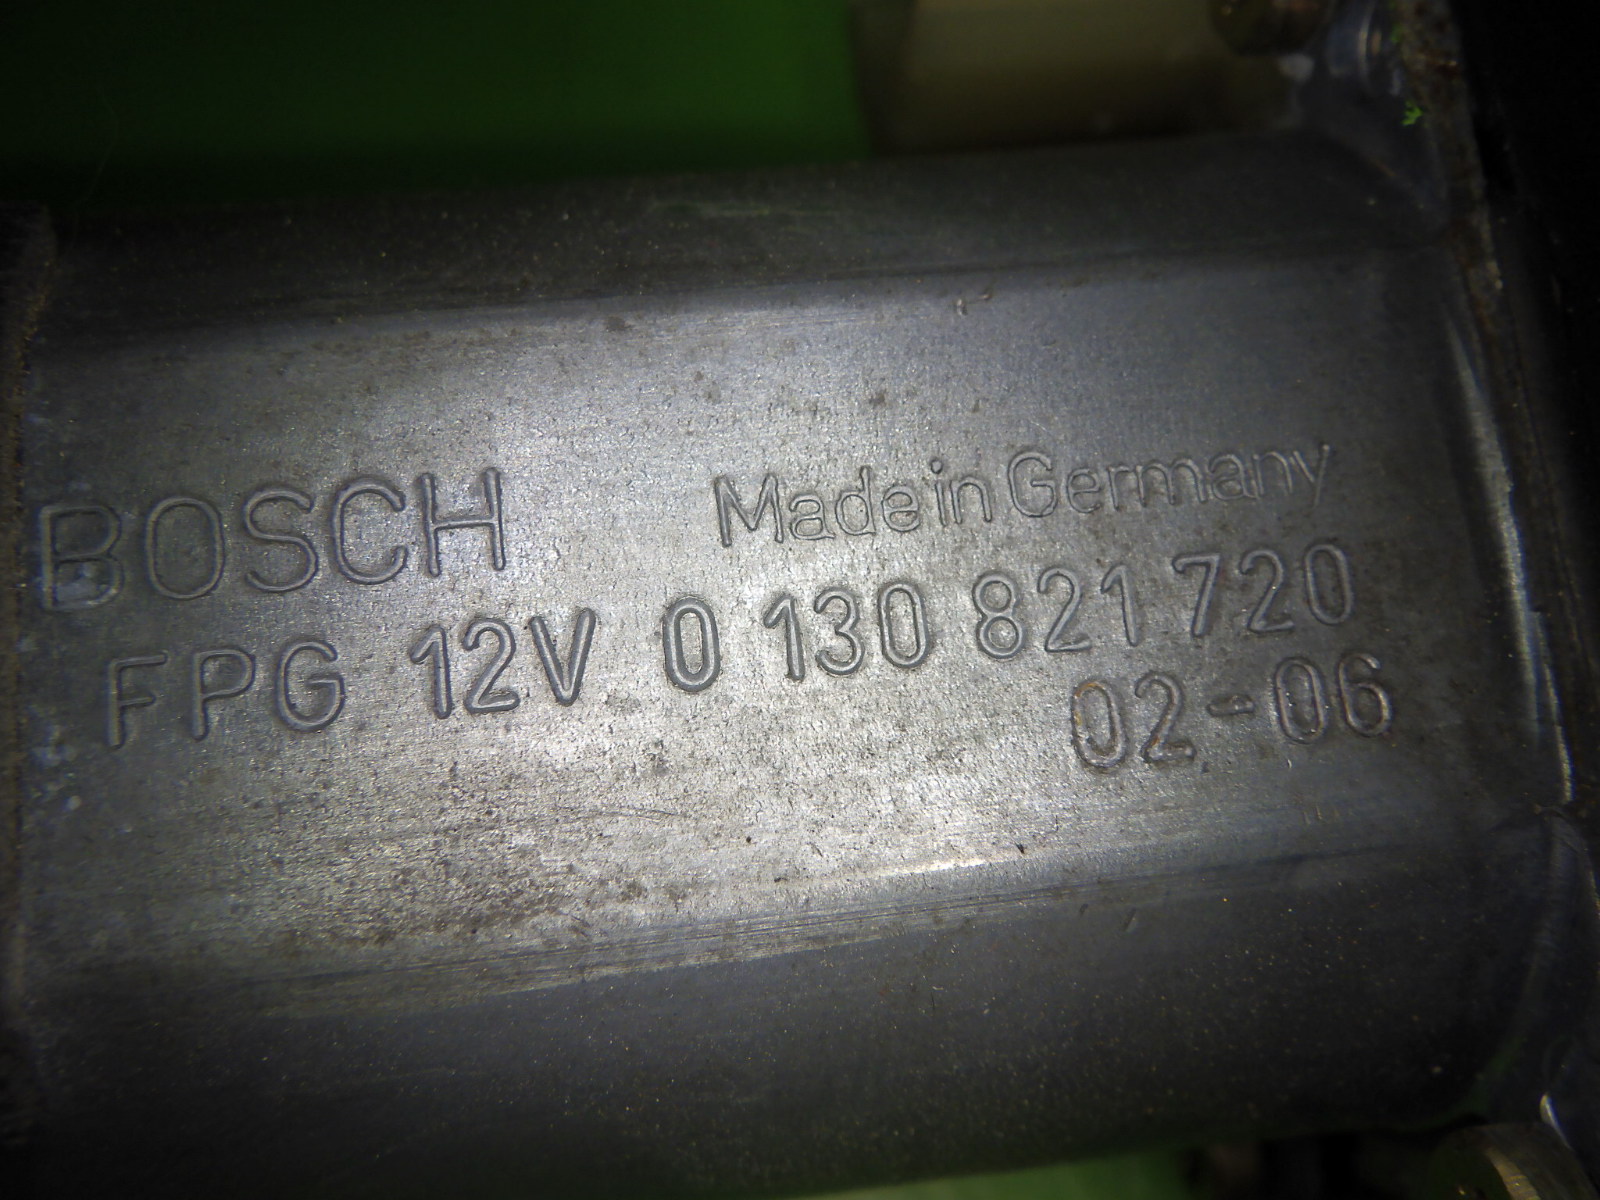 BOSCH Made in Germany
FPG 12V 0 130 821 720
02-06